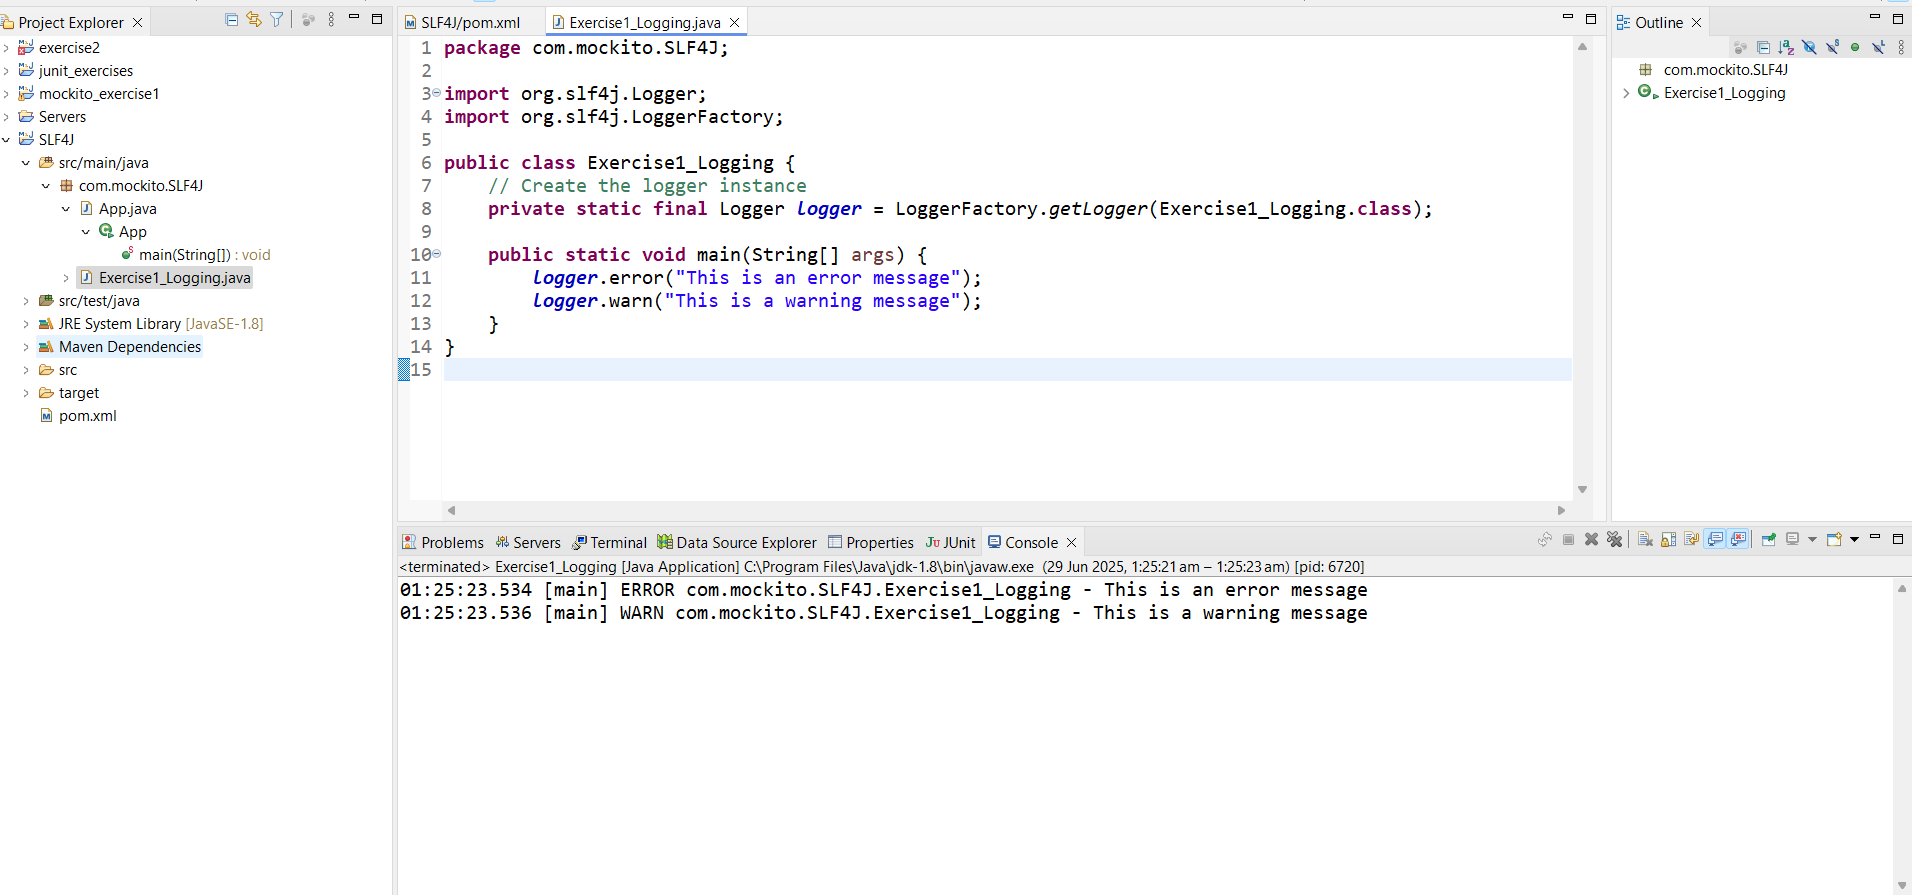 Project Explorer
exercise2
junit_exercises
mockito_exercise1
Servers
SLF4J
src/main/java
com.mockito.SLF4J
App.java
App
main(String[]) : void
Exercise1_Logging.java
src/test/java
JRE System Library [JavaSE-1.8]
Maven Dependencies
src
target
pom.xml
SLF4J/pom.xml Exercise1_Logging.java
1 package com.mockito.SLF4J;
2
3 import org.slf4j.Logger;
4 import org.slf4j.LoggerFactory;
5
6 public class Exercise1_Logging {
7 // Create the logger instance
8 private static final Logger logger = LoggerFactory.getLogger(Exercise1_Logging.class);
9
10 public static void main(String[] args) {
11 logger.error("This is an error message");
12 logger.warn("This is a warning message");
13 }
14 }
15
Outline
com.mockito.SLF4J
Exercise1_Logging
Problems Servers Terminal Data Source Explorer Properties JUnit Console
<terminated> Exercise1_Logging [Java Application] C:\Program Files\Java\jdk-1.8\bin\javaw.exe (29 Jun 2025, 1:25:21 am – 1:25:23 am) [pid: 6720]
01:25:23.534 [main] ERROR com.mockito.SLF4J.Exercise1_Logging - This is an error message
01:25:23.536 [main] WARN com.mockito.SLF4J.Exercise1_Logging - This is a warning message